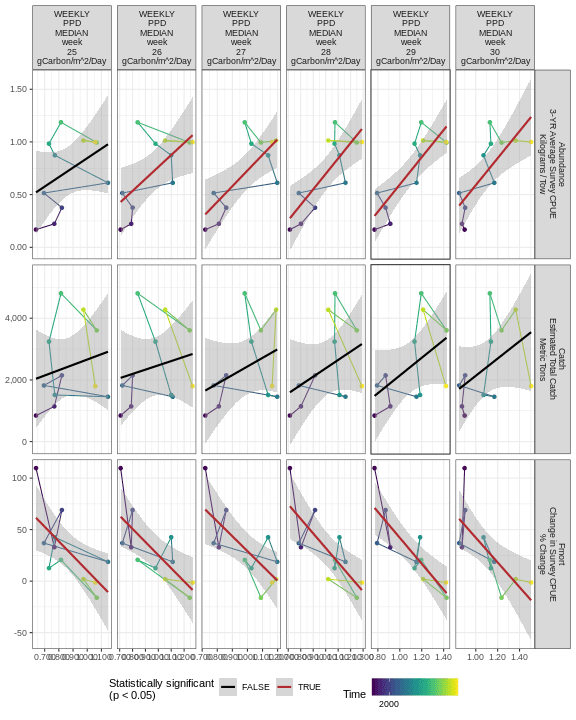 WEEKLY WEEKLY WEEKLY WEEKLY WEEKLY WEEKLY
PPD PPD PPD PPD PPD PPD
MEDIAN MEDIAN MEDIAN MEDIAN MEDIAN MEDIAN
week week week week week week
25 26 27 28 29 30
gCarbon/m^2/Day gCarbon/m^2/Day gCarbon/m^2/Day gCarbon/m^2/Day gCarbon/m^2/Day gCarbon/m^2/Day
1.50
1.00
0.50
0.00
Abundance
3-YR Average Survey CPUE
Kilograms / Tow
4,000
2,000
0
Catch
Estimated Total Catch
Metric Tons
100
50
0
-50
Fmort
Change in Survey CPUE
% Change
0.80 1.00 1.20 1.40 1.00 1.20 1.40
Statistically significant
(p < 0.05)
FALSE TRUE
Time
2000